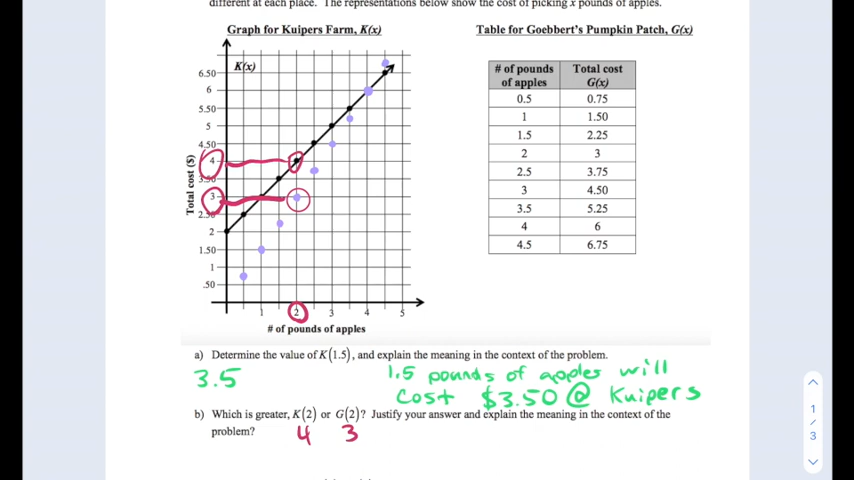 different at each place. The representations below show the cost of picking x pounds of apples.
Graph for Kuipers Farm, K(x)
K(x)
6.50
6
5.50
5
4.50
4
3.50
3
2.50
2
1.50
1
.50
Total cost ($)
1 2 3 4 5
# of pounds of apples
Table for Goebbert's Pumpkin Patch, G(x)
# of pounds of apples Total cost G(x)
0.5 0.75
1 1.50
1.5 2.25
2 3
2.5 3.75
3 4.50
3.5 5.25
4 6
4.5 6.75
a) Determine the value of K(1.5), and explain the meaning in the context of the problem.
3.5
1.5 pounds of apples will
cost $3.50 @ Kuipers
b) Which is greater, K(2) or G(2)? Justify your answer and explain the meaning in the context of the
problem?
4 3
1
/
3